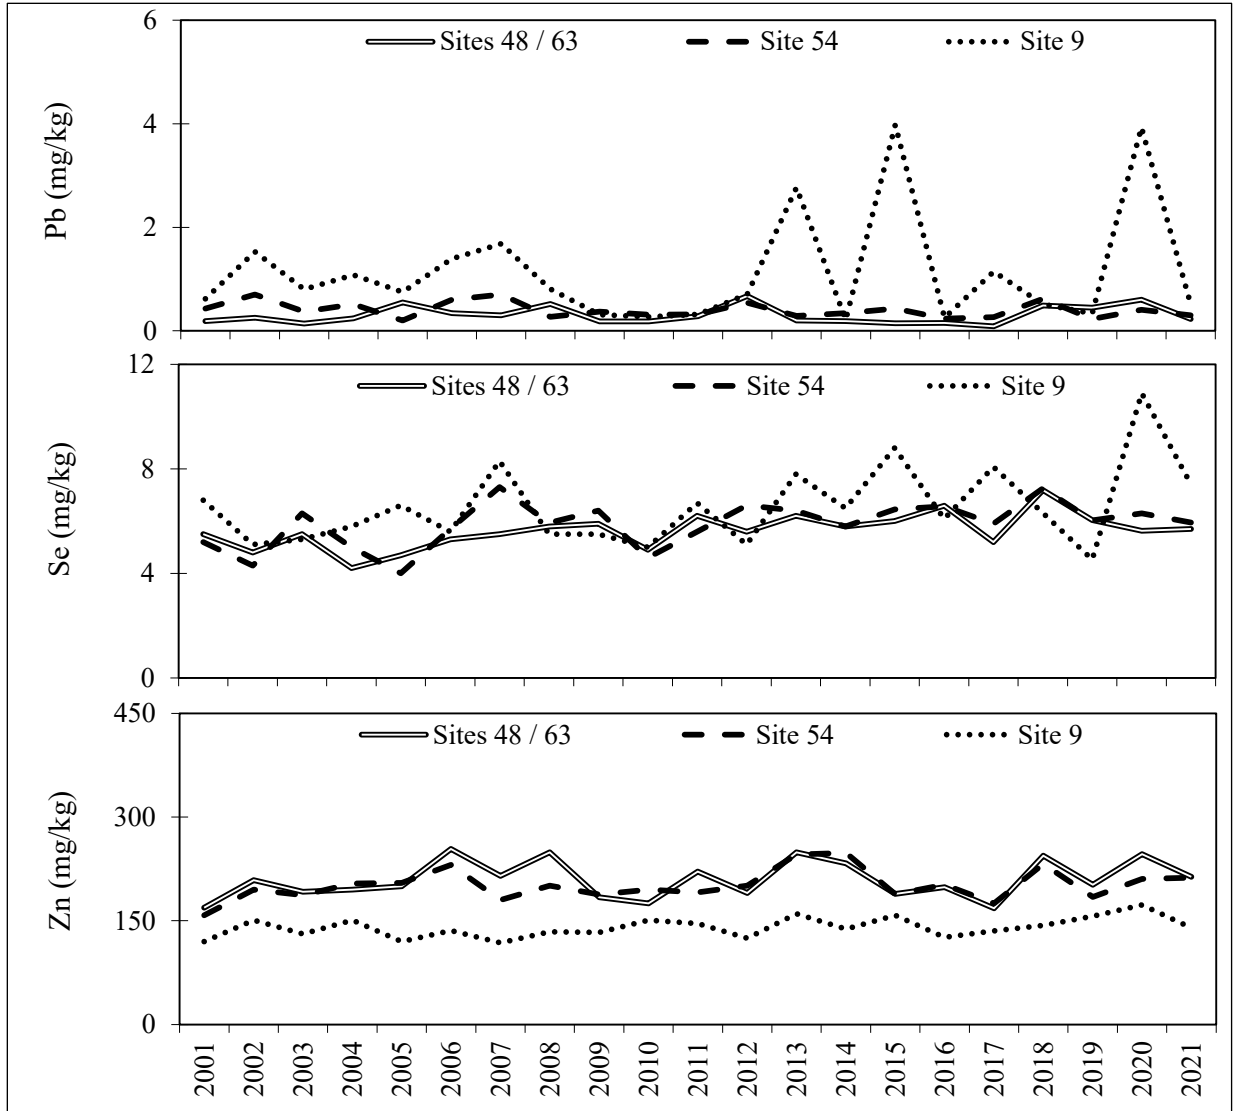 6
Sites 48 / 63 Site 54 Site 9
4
Pb (mg/kg)
2
0
12
Sites 48 / 63 Site 54 Site 9
8
Se (mg/kg)
4
0
450
Sites 48 / 63 Site 54 Site 9
300
Zn (mg/kg)
150
0
2001 2002 2003 2004 2005 2006 2007 2008 2009 2010 2011 2012 2013 2014 2015 2016 2017 2018 2019 2020 2021